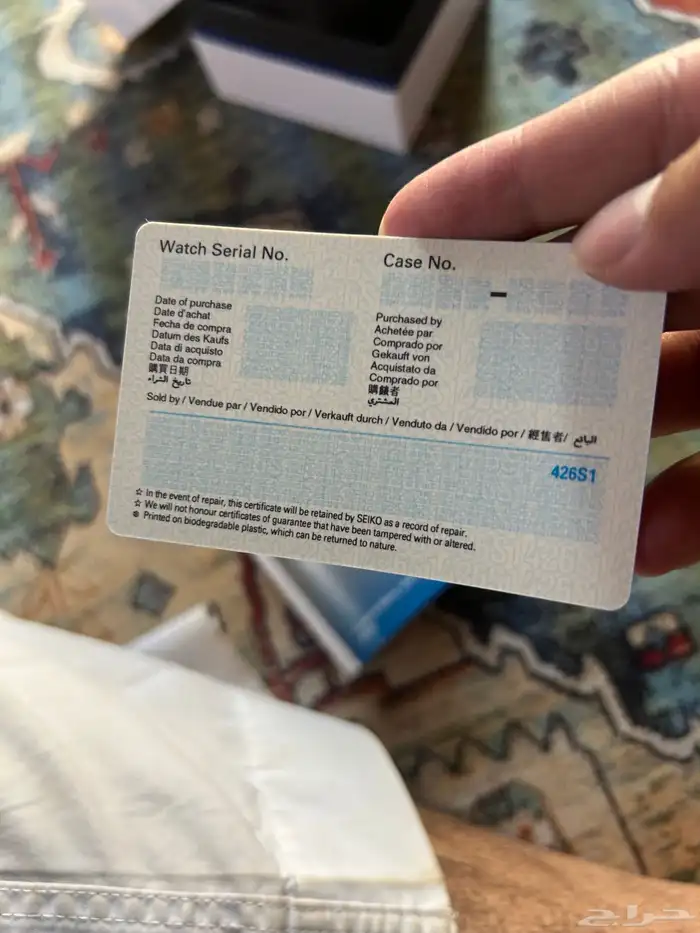 Watch Serial No.
Case No.
–
Date of purchase
Date d'achat
Fecha de compra
Datum des Kaufs
Data di acquisto
Data da compra
購買日期
تاريخ الشراء
Purchased by
Achetée par
Comprado por
Gekauft von
Acquistato da
Comprado por
購錶者
المشتري
Sold by / Vendue par / Vendido por / Verkauft durch / Venduto da / Vendido por / 經售者/ البائع
426S1
☆ In the event of repair, this certificate will be retained by SEIKO as a record of repair.
☆ We will not honour certificates of guarantee that have been tampered with or altered.
Printed on biodegradable plastic, which can be returned to nature.
حراج